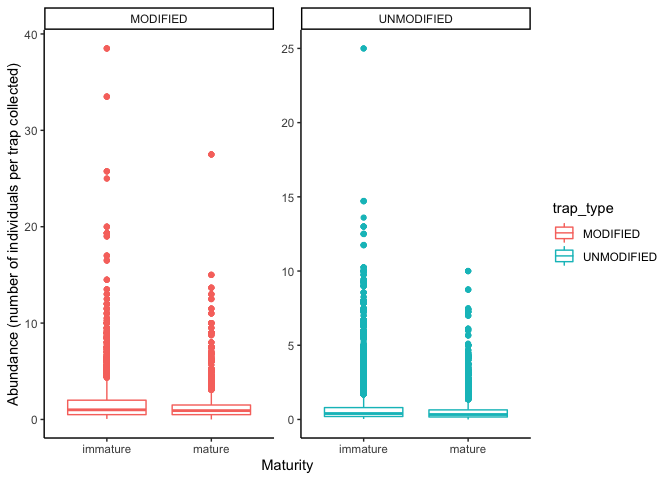 MODIFIED
UNMODIFIED
Abundance (number of individuals per trap collected)
40
30
20
10
0
25
20
15
10
5
0
immature
mature
immature
mature
Maturity
trap_type
MODIFIED
UNMODIFIED